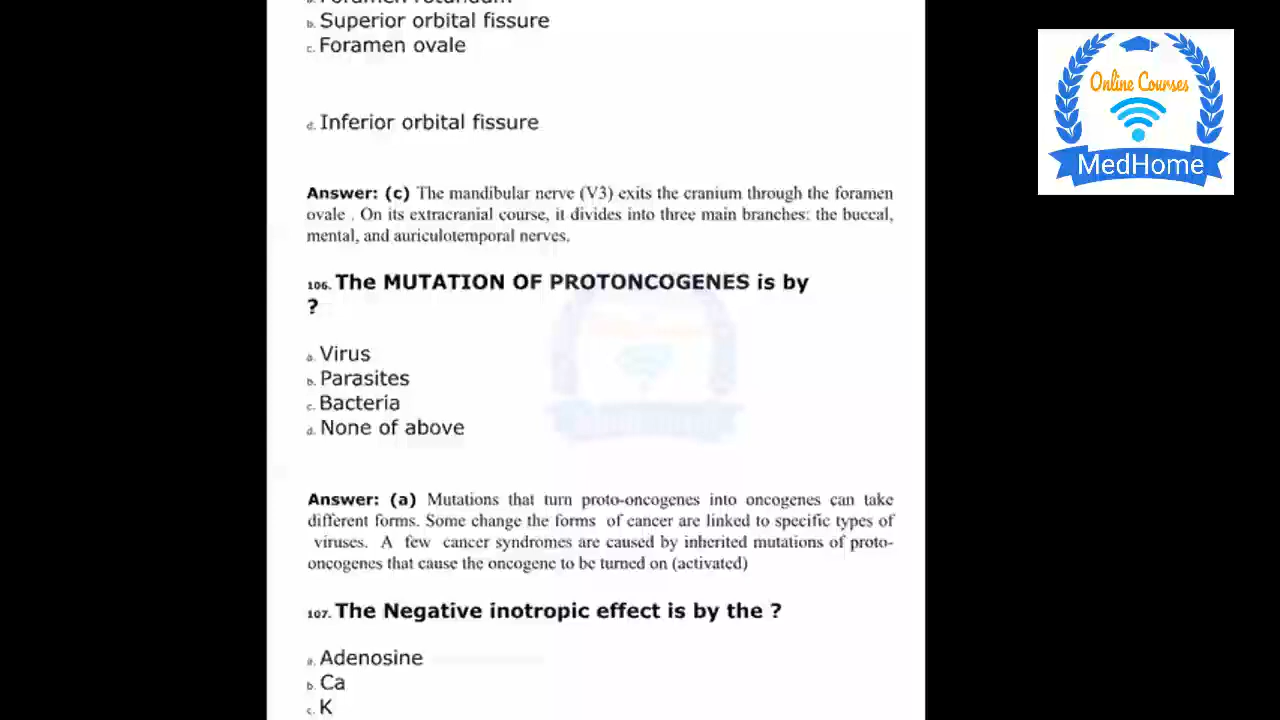 b. Superior orbital fissure
c. Foramen ovale
d. Inferior orbital fissure
Answer: (c) The mandibular nerve (V3) exits the cranium through the foramen
ovale . On its extracranial course, it divides into three main branches: the buccal,
mental, and auriculotemporal nerves.
106. The MUTATION OF PROTONCOGENES is by
?
a. Virus
b. Parasites
c. Bacteria
d. None of above
Answer: (a) Mutations that turn proto-oncogenes into oncogenes can take
different forms. Some change the forms of cancer are linked to specific types of
viruses. A few cancer syndromes are caused by inherited mutations of proto-
oncogenes that cause the oncogene to be turned on (activated)
107. The Negative inotropic effect is by the ?
a. Adenosine
b. Ca
c. K
Online Courses
MedHome